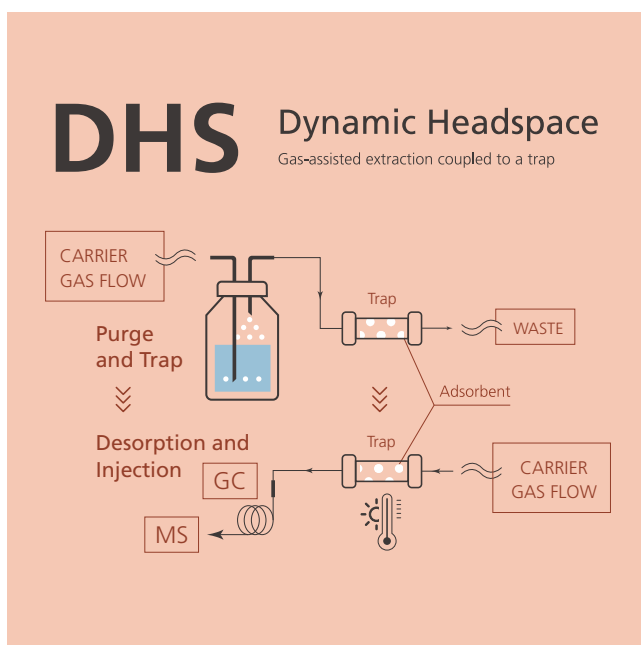 DHS
Dynamic Headspace
Gas-assisted extraction coupled to a trap
CARRIER
GAS FLOW
Trap
WASTE
Purge
and Trap
Adsorbent
Desorption and
Injection
Trap
GC
CARRIER
GAS FLOW
MS